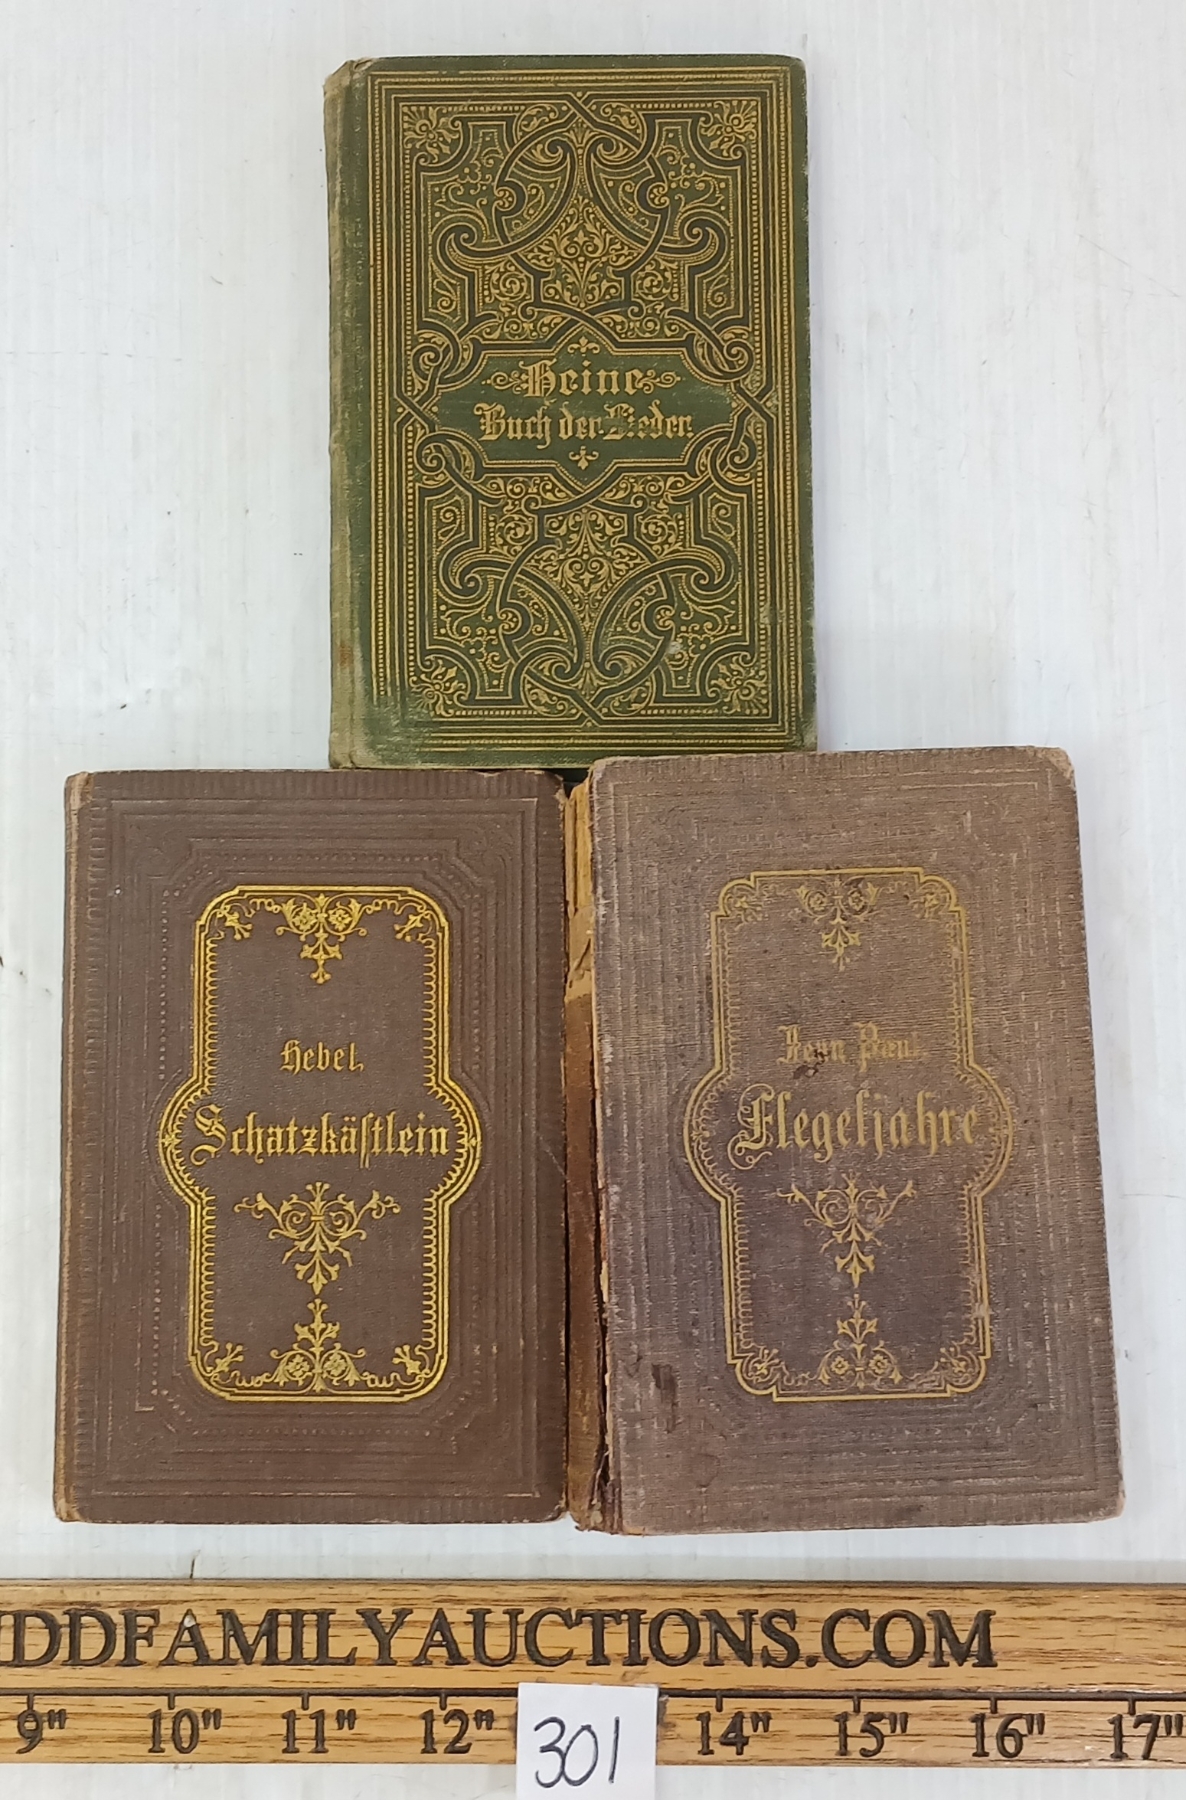 Heine
Buch der Lieder.
Hebel,
Schatzkäſtlein
Jean Paul.
Flegeljahre
DDFAMILYAUCTIONS.COM
9" 10" 11" 12" 14" 15" 16" 17"
301